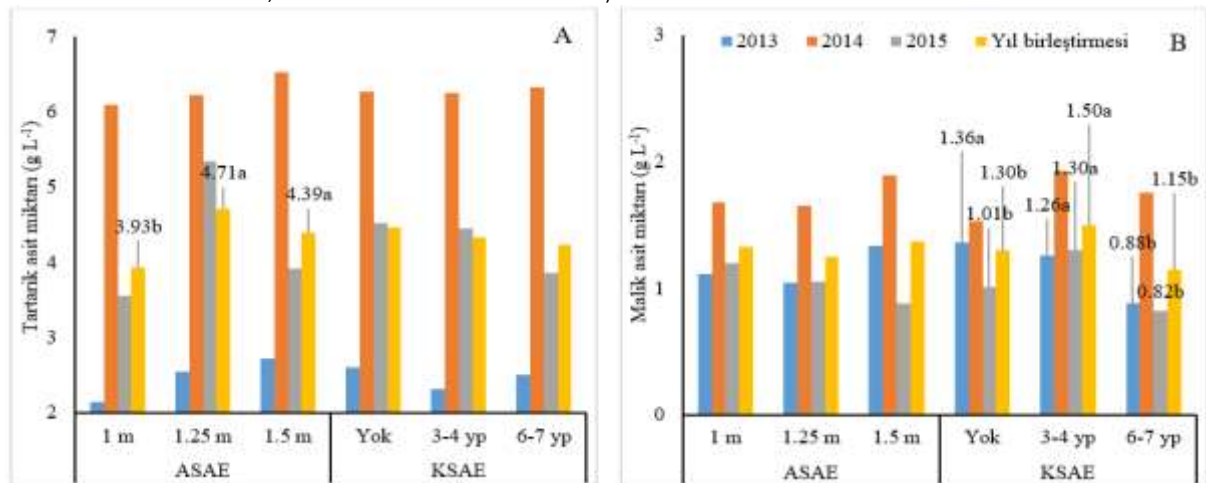 A
Tartarik asit miktarı (g L-1)
7
6
5
4
3
2
3.93b
4.71a
4.39a
1 m
1.25 m
1.5 m
Yok
3-4 yp
6-7 yp
ASAE
KSAE
2013
2014
2015
Yıl birleştirmesi
B
Malik asit miktarı (g L-1)
3
2
1
0
1.36a
1.01b
1.30b
1.26a
1.30a
1.50a
0.88b
0.82b
1.15b
1 m
1.25 m
1.5 m
Yok
3-4 yp
6-7 yp
ASAE
KSAE